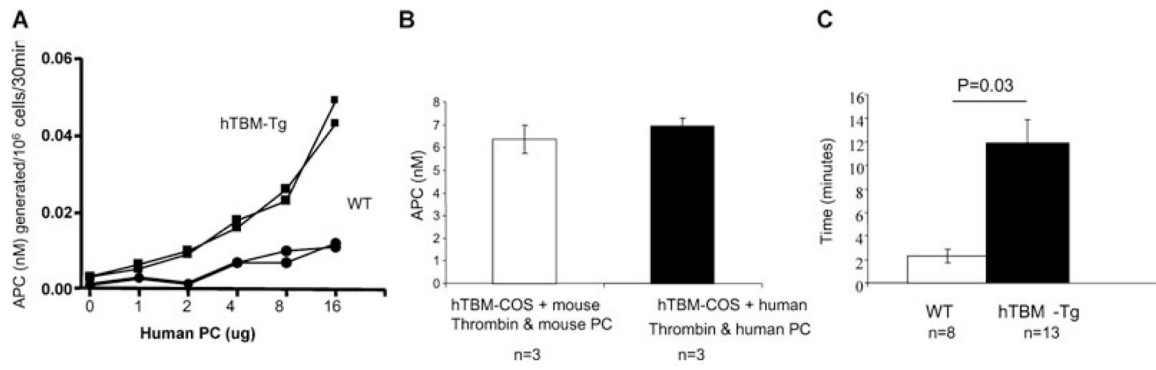 A
APC (nM) generated/10⁶ cells/30min
0.06
0.04
0.02
0.00
hTBM-Tg
WT
0 1 2 4 8 16
Human PC (ug)
B
APC (nM)
8
7
6
5
4
3
2
1
0
hTBM-COS + mouse
Thrombin & mouse PC
n=3
hTBM-COS + human
Thrombin & human PC
n=3
C
P=0.03
Time (minutes)
16
14
12
10
8
6
4
2
0
WT
n=8
hTBM -Tg
n=13